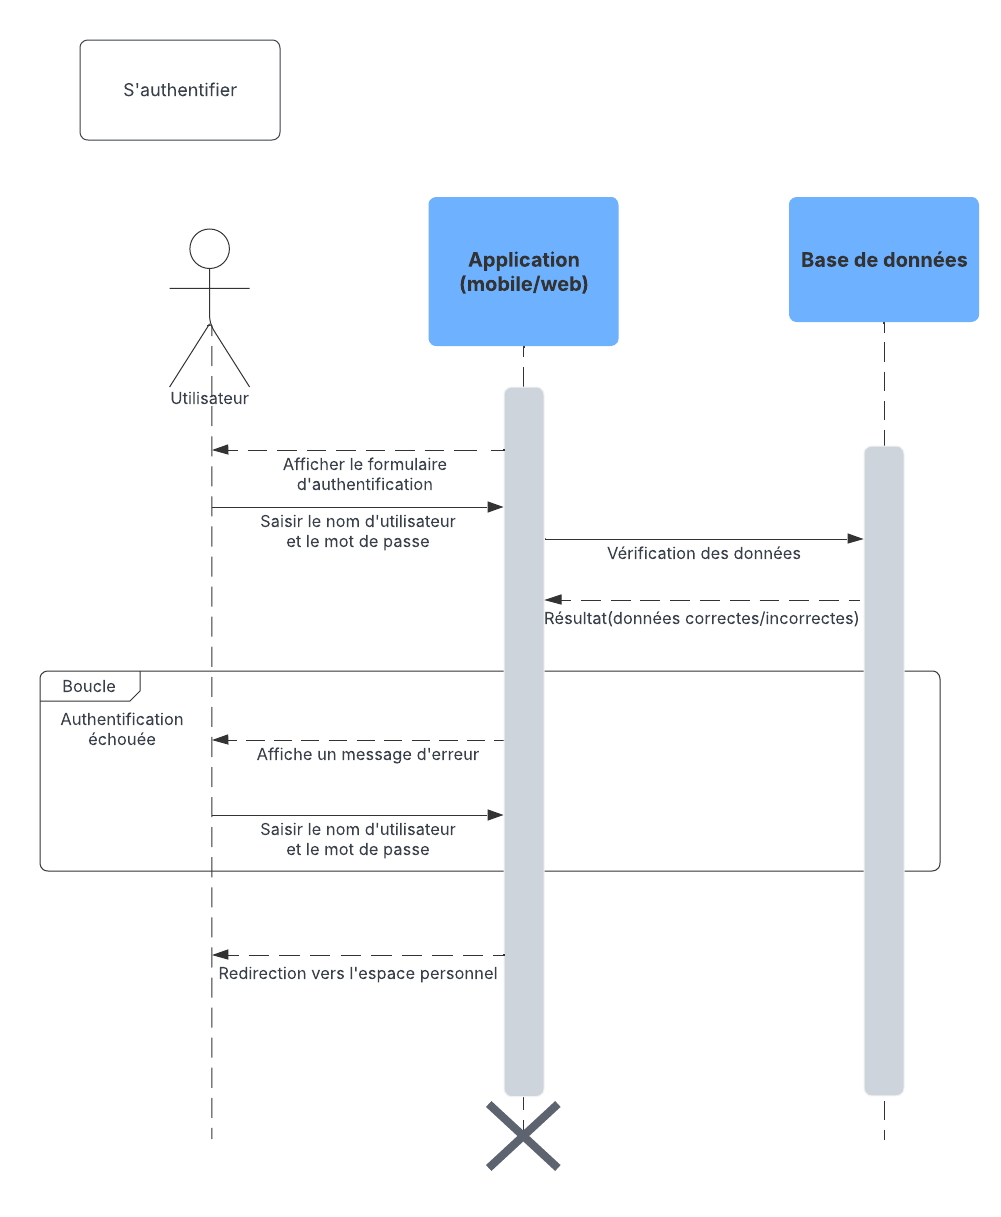 S'authentifier
Application
(mobile/web)
Base de données
Utilisateur
Afficher le formulaire
d'authentification
Saisir le nom d'utilisateur
et le mot de passe
Vérification des données
Résultat(données correctes/incorrectes)
Boucle
Authentification
échouée
Affiche un message d'erreur
Saisir le nom d'utilisateur
et le mot de passe
Redirection vers l'espace personnel